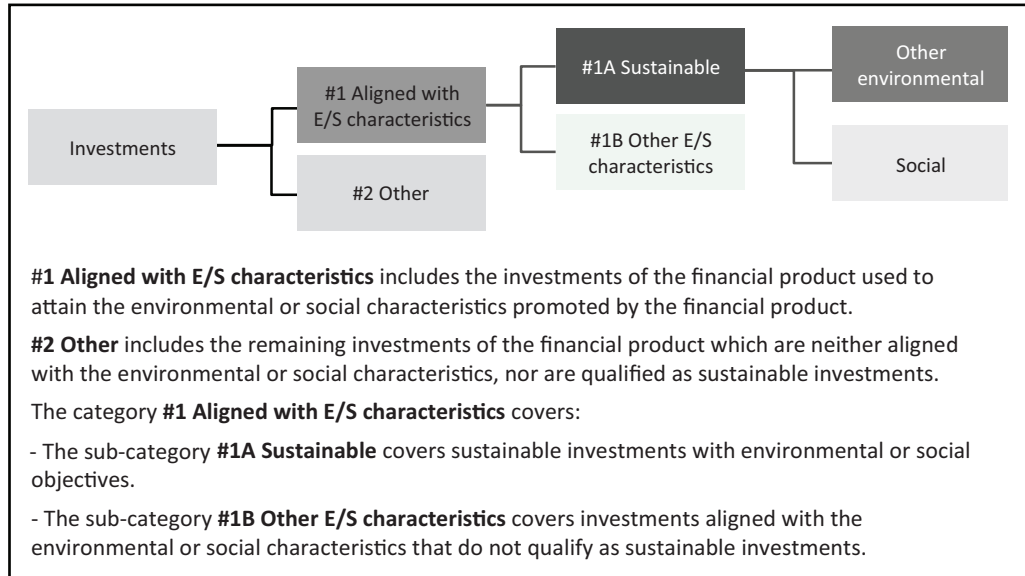 Investments
#1 Aligned with
E/S characteristics
#2 Other
#1A Sustainable
#1B Other E/S
characteristics
Other
environmental
Social
#1 Aligned with E/S characteristics includes the investments of the financial product used to
attain the environmental or social characteristics promoted by the financial product.
#2 Other includes the remaining investments of the financial product which are neither aligned
with the environmental or social characteristics, nor are qualified as sustainable investments.
The category #1 Aligned with E/S characteristics covers:
- The sub-category #1A Sustainable covers sustainable investments with environmental or social
objectives.
- The sub-category #1B Other E/S characteristics covers investments aligned with the
environmental or social characteristics that do not qualify as sustainable investments.